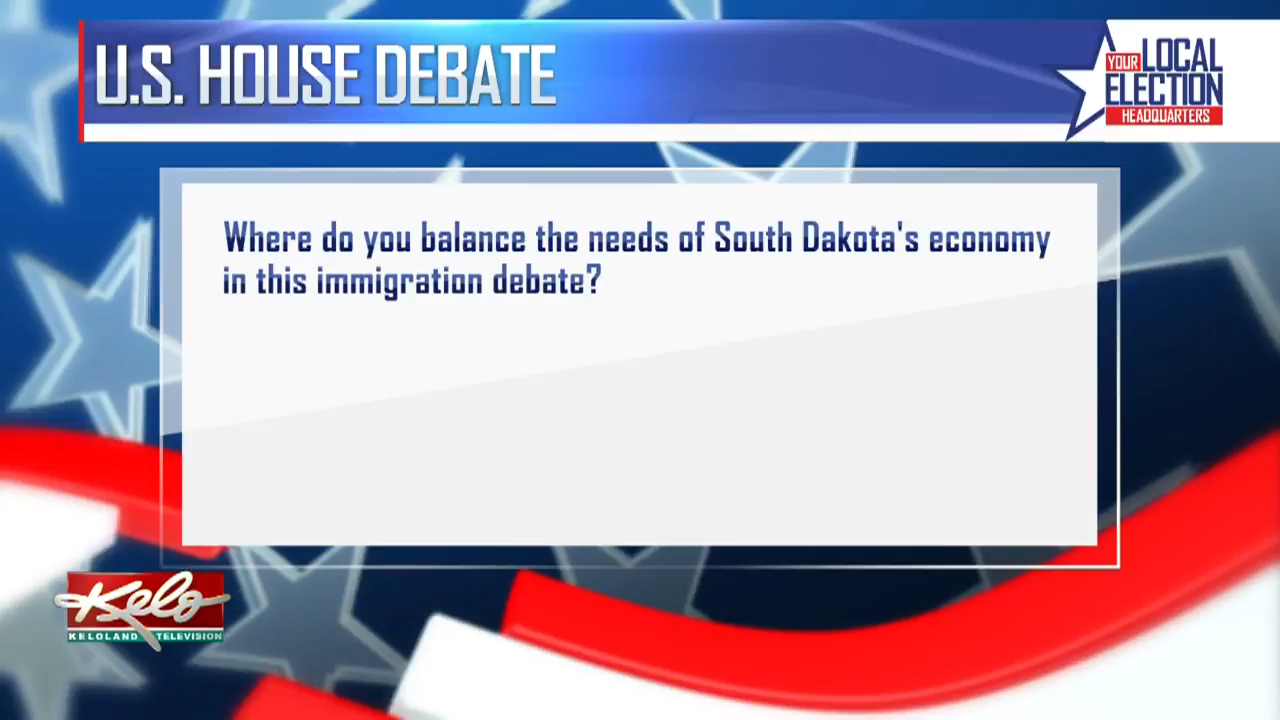 U.S. HOUSE DEBATE
YOUR LOCAL
ELECTION
HEADQUARTERS
Where do you balance the needs of South Dakota's economy
in this immigration debate?
Kelo
KELOLAND TELEVISION